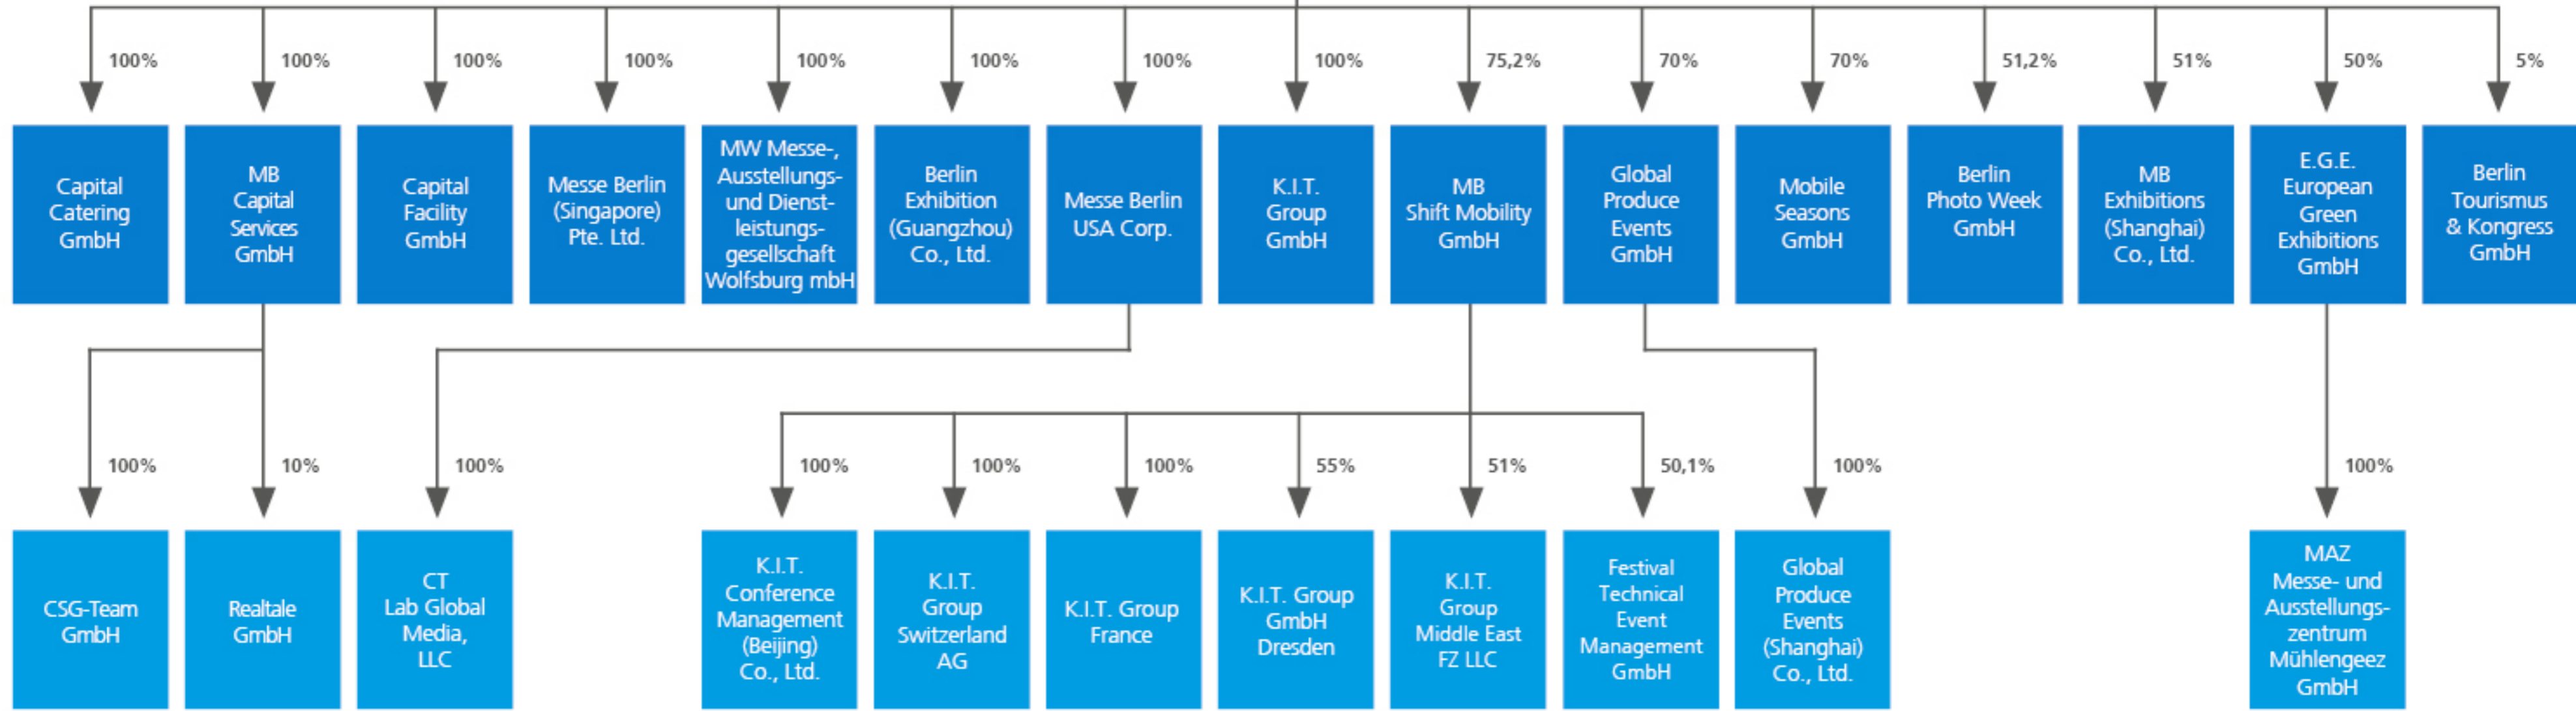 100%
100%
100%
100%
100%
100%
100%
100%
75,2%
70%
70%
51,2%
51%
50%
5%
Capital
Catering
GmbH
MB
Capital
Services
GmbH
Capital
Facility
GmbH
Messe Berlin
(Singapore)
Pte. Ltd.
MW Messe-,
Ausstellungs-
und Dienst-
leistungs-
gesellschaft
Wolfsburg mbH
Berlin
Exhibition
(Guangzhou)
Co., Ltd.
Messe Berlin
USA Corp.
K.I.T.
Group
GmbH
MB
Shift Mobility
GmbH
Global
Produce
Events
GmbH
Mobile
Seasons
GmbH
Berlin
Photo Week
GmbH
MB
Exhibitions
(Shanghai)
Co., Ltd.
E.G.E.
European
Green
Exhibitions
GmbH
Berlin
Tourismus
& Kongress
GmbH
100%
10%
100%
100%
100%
100%
55%
51%
50,1%
100%
100%
CSG-Team
GmbH
Realtale
GmbH
CT
Lab Global
Media,
LLC
K.I.T.
Conference
Management
(Beijing)
Co., Ltd.
K.I.T.
Group
Switzerland
AG
K.I.T. Group
France
K.I.T. Group
GmbH
Dresden
K.I.T.
Group
Middle East
FZ LLC
Festival
Technical
Event
Management
GmbH
Global
Produce
Events
(Shanghai)
Co., Ltd.
MAZ
Messe- und
Ausstellungs-
zentrum
Mühlengeez
GmbH